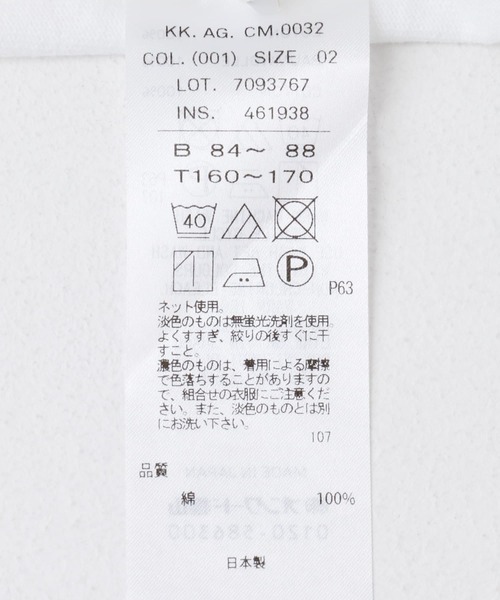 KK. AG. CM.0032
COL. (001) SIZE 02
LOT. 7093767
INS. 461938
B 84～ 88
T160～170
40
P
P63
ネット使用。
淡色のものは無蛍光洗剤を使用。
よくすすぎ、絞りの後すぐに干
すこと。
濃色のものは、着用による摩擦
で色落ちすることがありますの
で、組合せの衣服にご注意くだ
さい。また、淡色のものとは別
にお洗い下さい。
107
品質
綿 100%
日本製